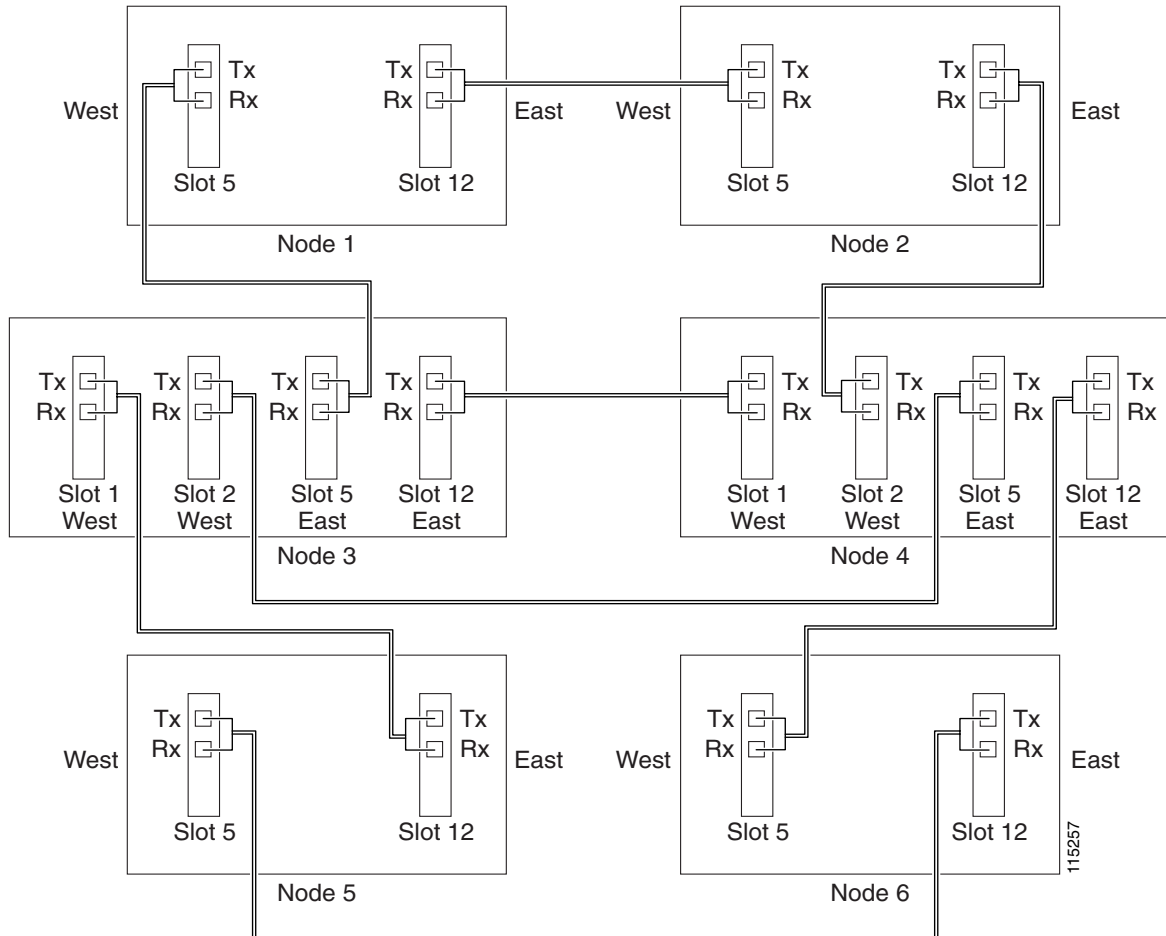 Tx Tx Tx Tx
Rx Rx Rx Rx
West East West East
Slot 5 Slot 12 Slot 5 Slot 12
Node 1 Node 2
Tx Tx Tx Tx Tx Tx Tx Tx
Rx Rx Rx Rx Rx Rx Rx Rx
Slot 1 Slot 2 Slot 5 Slot 12 Slot 1 Slot 2 Slot 5 Slot 12
West West East East West West East East
Node 3 Node 4
Tx Tx Tx Tx
Rx Rx Rx Rx
West East West East
Slot 5 Slot 12 Slot 5 Slot 12
115257
Node 5 Node 6